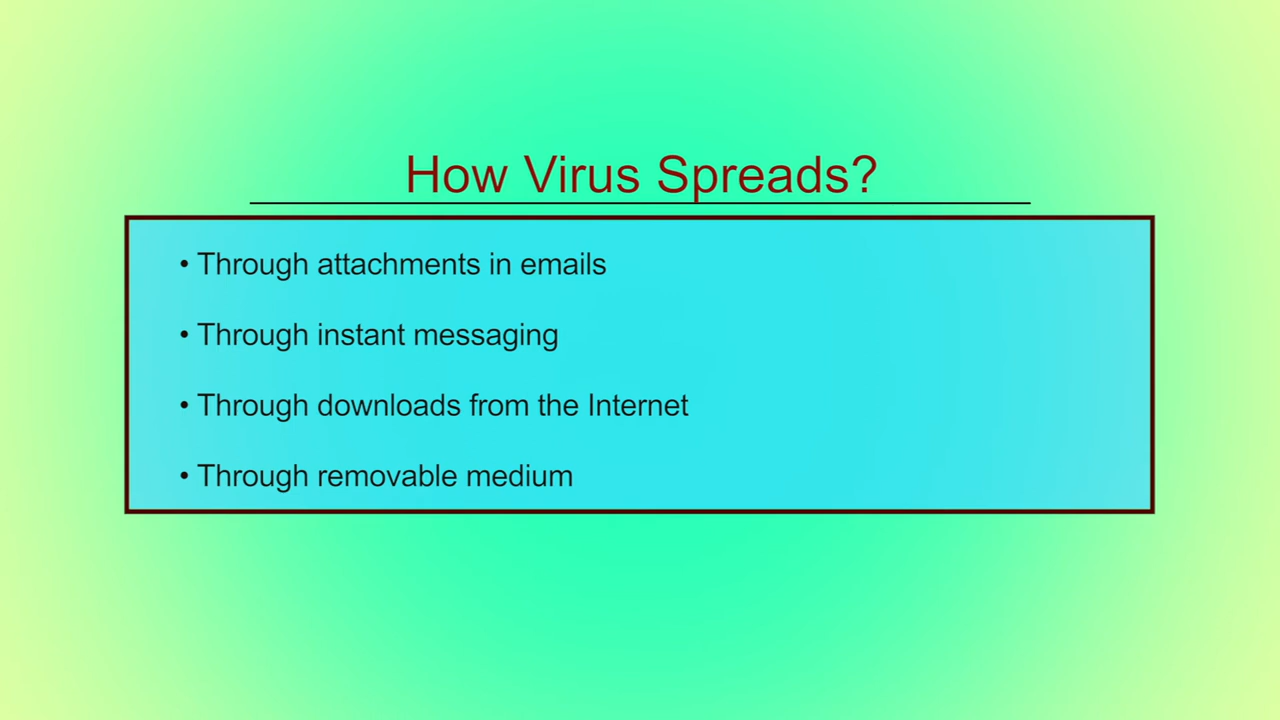 How Virus Spreads?
• Through attachments in emails
• Through instant messaging
• Through downloads from the Internet
• Through removable medium